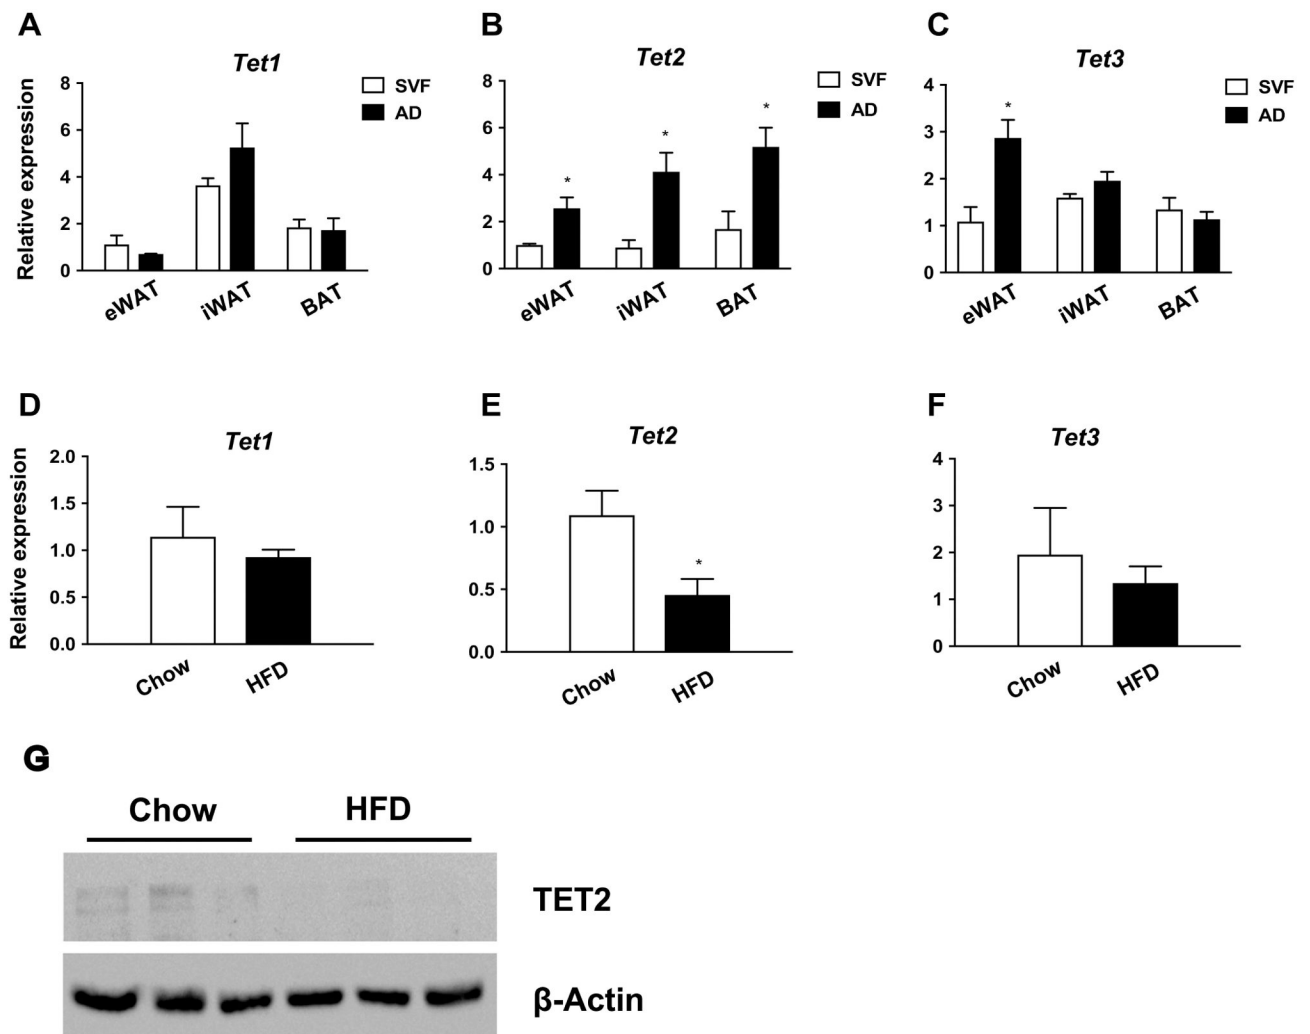 A
B
C
Tet1
Tet2
Tet3
SVF
AD
SVF
AD
SVF
AD
Relative expression
8
6
4
2
0
8
6
4
2
0
4
3
2
1
0
*
*
*
*
eWAT
iWAT
BAT
eWAT
iWAT
BAT
eWAT
iWAT
BAT
D
E
F
Tet1
Tet2
Tet3
Relative expression
2.0
1.5
1.0
0.5
0.0
1.5
1.0
0.5
0.0
4
3
2
1
0
*
Chow
HFD
Chow
HFD
Chow
HFD
G
Chow HFD
TET2
β-Actin